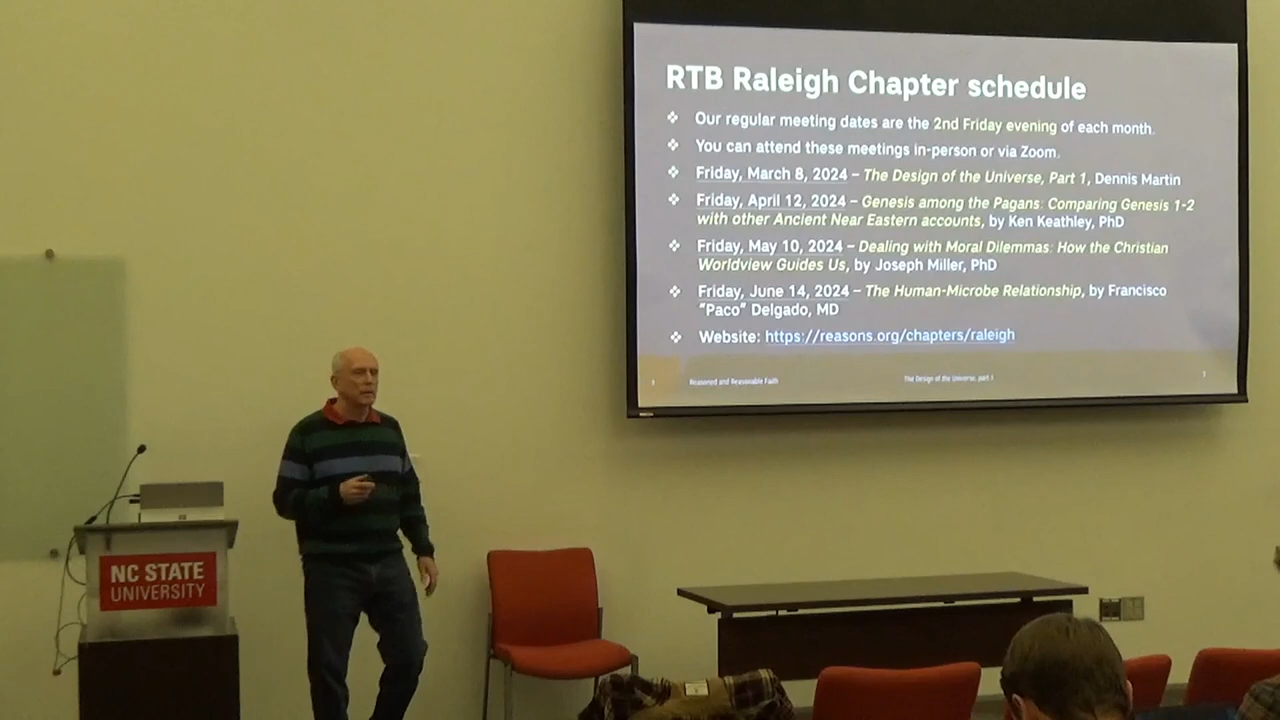 RTB Raleigh Chapter schedule
❖ Our regular meeting dates are the 2nd Friday evening of each month.
❖ You can attend these meetings in-person or via Zoom.
❖ Friday, March 8, 2024 – The Design of the Universe, Part 1, Dennis Martin
❖ Friday, April 12, 2024 – Genesis among the Pagans: Comparing Genesis 1-2
with other Ancient Near Eastern accounts, by Ken Keathley, PhD
❖ Friday, May 10, 2024 – Dealing with Moral Dilemmas: How the Christian
Worldview Guides Us, by Joseph Miller, PhD
❖ Friday, June 14, 2024 – The Human-Microbe Relationship, by Francisco
"Paco" Delgado, MD
❖ Website: https://reasons.org/chapters/raleigh
Reasoned and Reasonable Faith
The Design of the Universe, part 1
NC STATE
UNIVERSITY